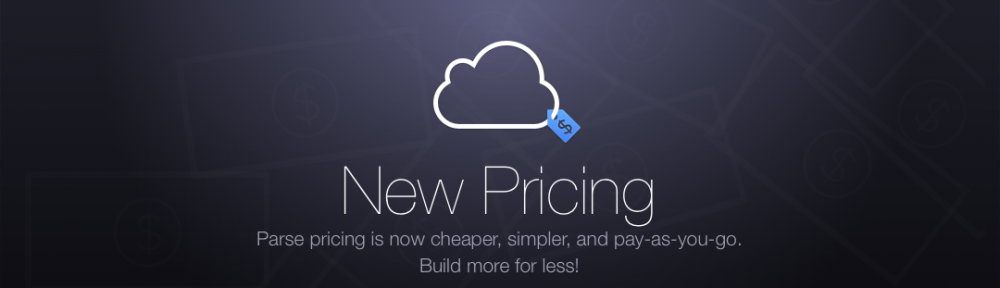 $
New Pricing
Parse pricing is now cheaper, simpler, and pay-as-you-go.
Build more for less!